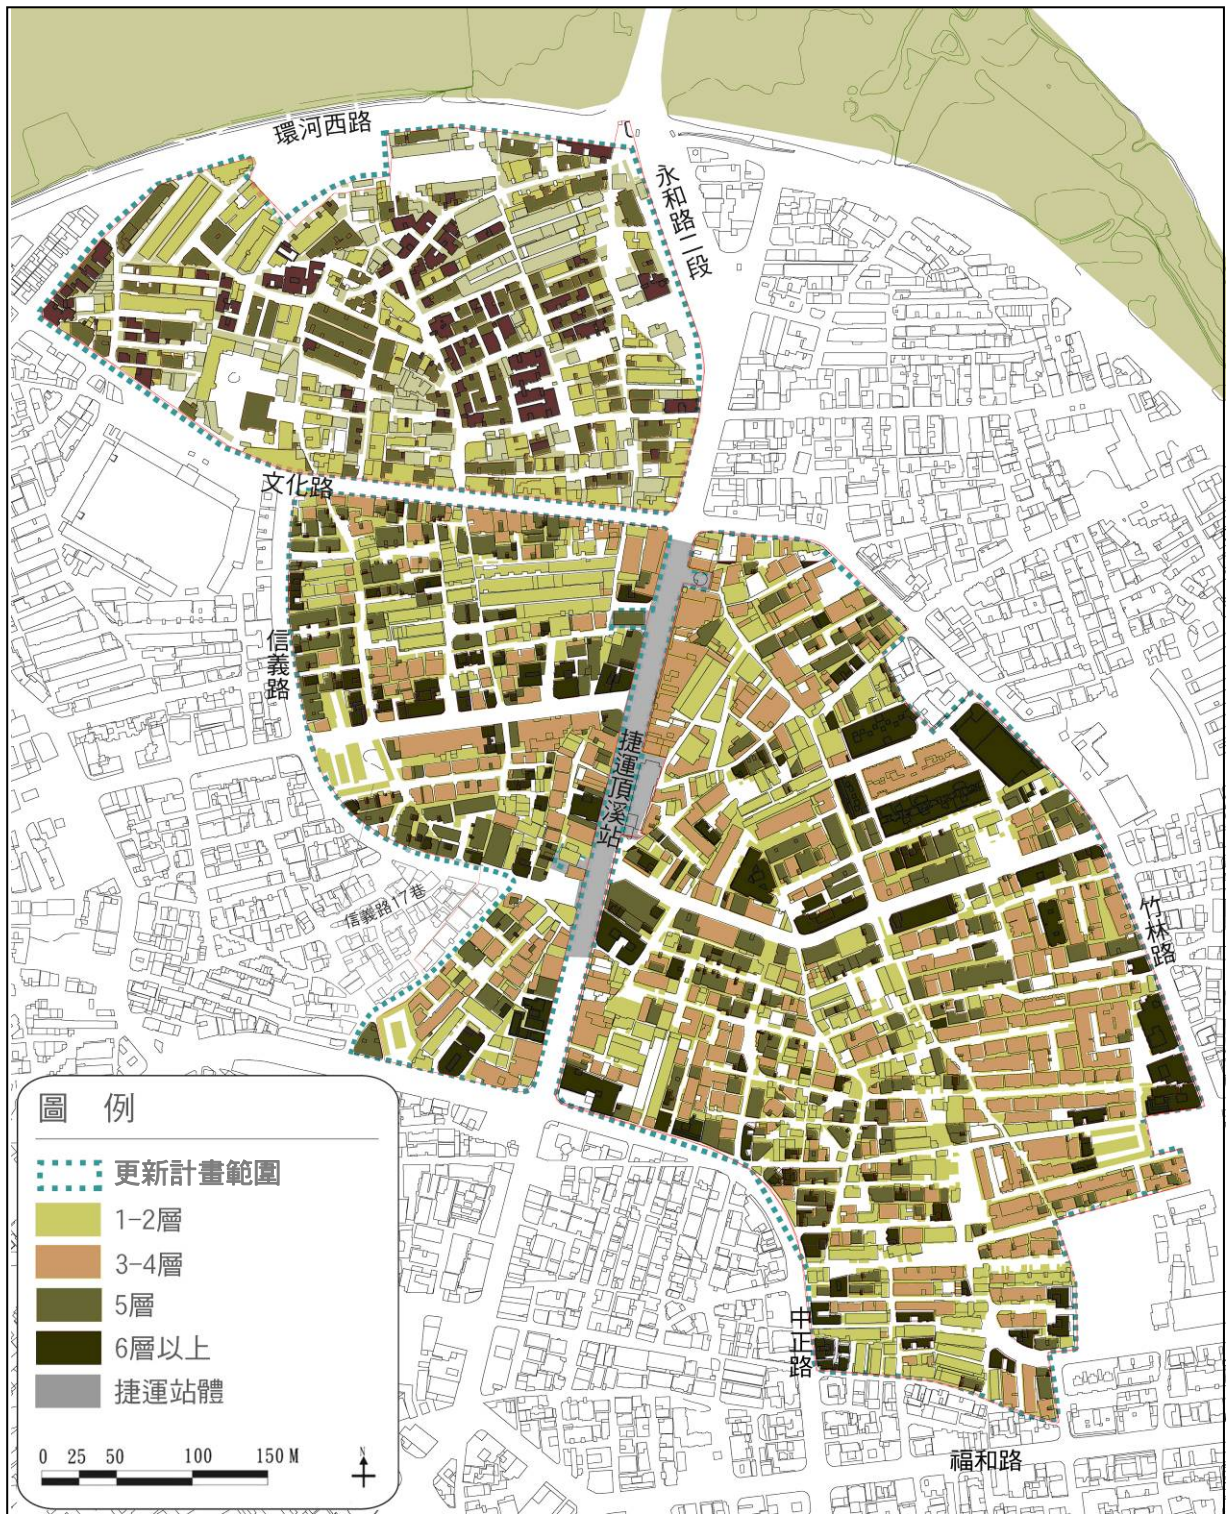 環河西路
永和路二段
文化路
信義路
捷運頂溪站
信義路17巷
竹林路
中正路
福和路
圖 例
更新計畫範圍
1-2層
3-4層
5層
6層以上
捷運站體
0 25 50 100 150 M
N